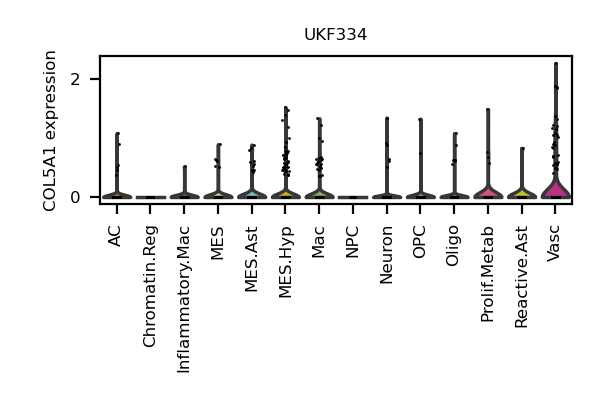 UKF334
COL5A1 expression
2
0
AC
Chromatin.Reg
Inflammatory.Mac
MES
MES.Ast
MES.Hyp
Mac
NPC
Neuron
OPC
Oligo
Prolif.Metab
Reactive.Ast
Vasc